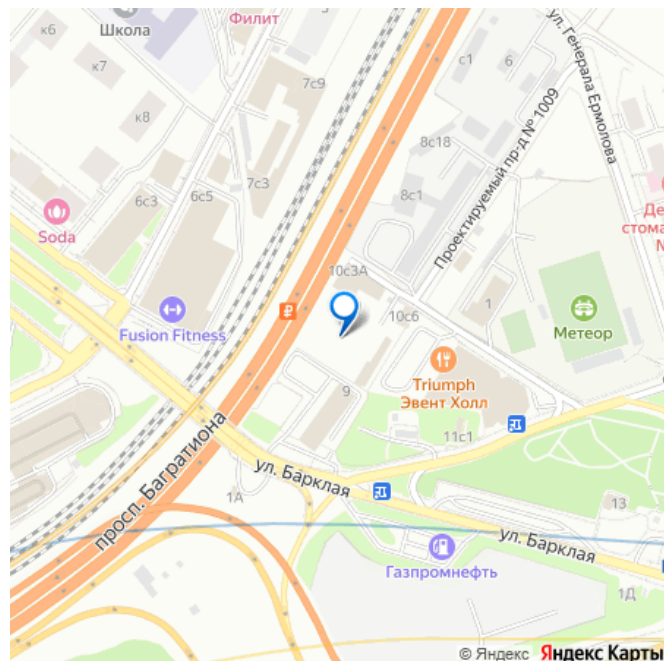 Филит
Школа
к6
к7
к8
7с9
с1
6
ул. Генерала Ермолова
8с18
Проектируемый пр-д № 1009
7с3
6с3
6с5
8с1
Soda
Де
стома
№
10с3А
10с6
1
Fusion Fitness
Метеор
Triumph
Эвент Холл
9
11с1
просп. Багратиона
ул. Барклая
1А
13
ул. Барклая
Газпромнефть
1Д
© Яндекс Яндекс Карты